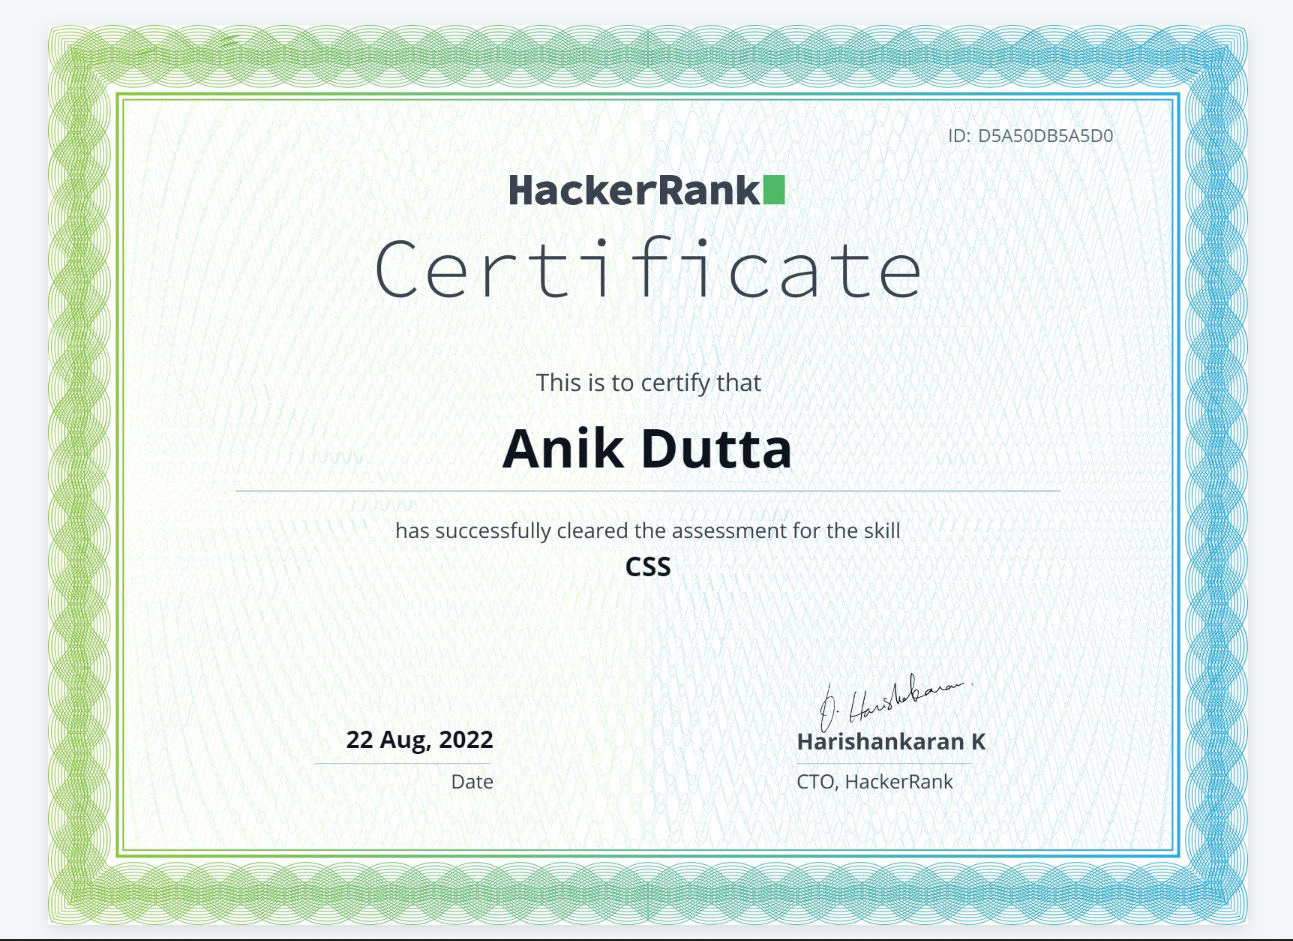 ID: D5A50DB5A5D0
HackerRank
Certificate
This is to certify that
Anik Dutta
has successfully cleared the assessment for the skill
CSS
22 Aug, 2022
Date
Harishankaran K
CTO, HackerRank